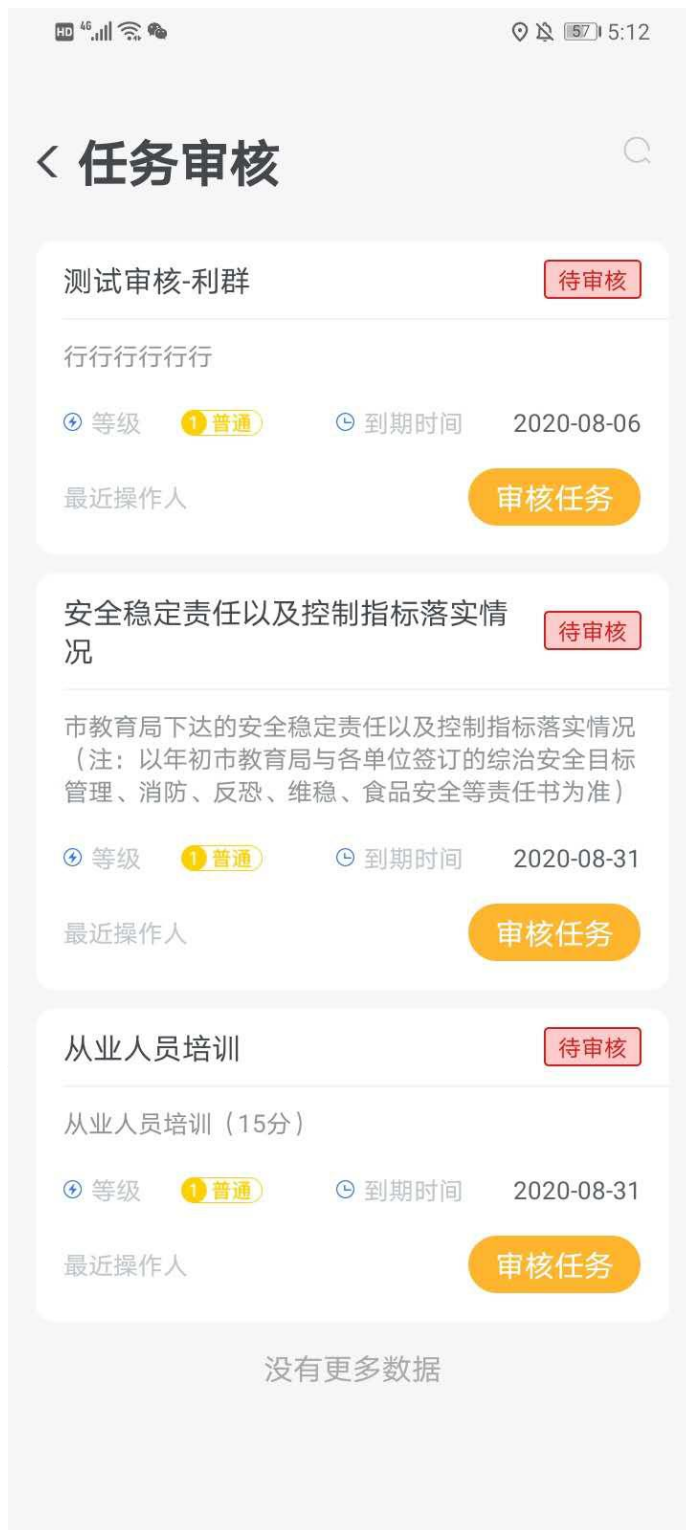 HD 4G 57 5:12
任务审核
测试审核-利群 待审核
行行行行行行
等级 1 普通 到期时间 2020-08-06
最近操作人 审核任务
安全稳定责任以及控制指标落实情
况
待审核
市教育局下达的安全稳定责任以及控制指标落实情况
（注：以年初市教育局与各单位签订的综治安全目标
管理、消防、反恐、维稳、食品安全等责任书为准）
等级 1 普通 到期时间 2020-08-31
最近操作人 审核任务
从业人员培训 待审核
从业人员培训（15分）
等级 1 普通 到期时间 2020-08-31
最近操作人 审核任务
没有更多数据